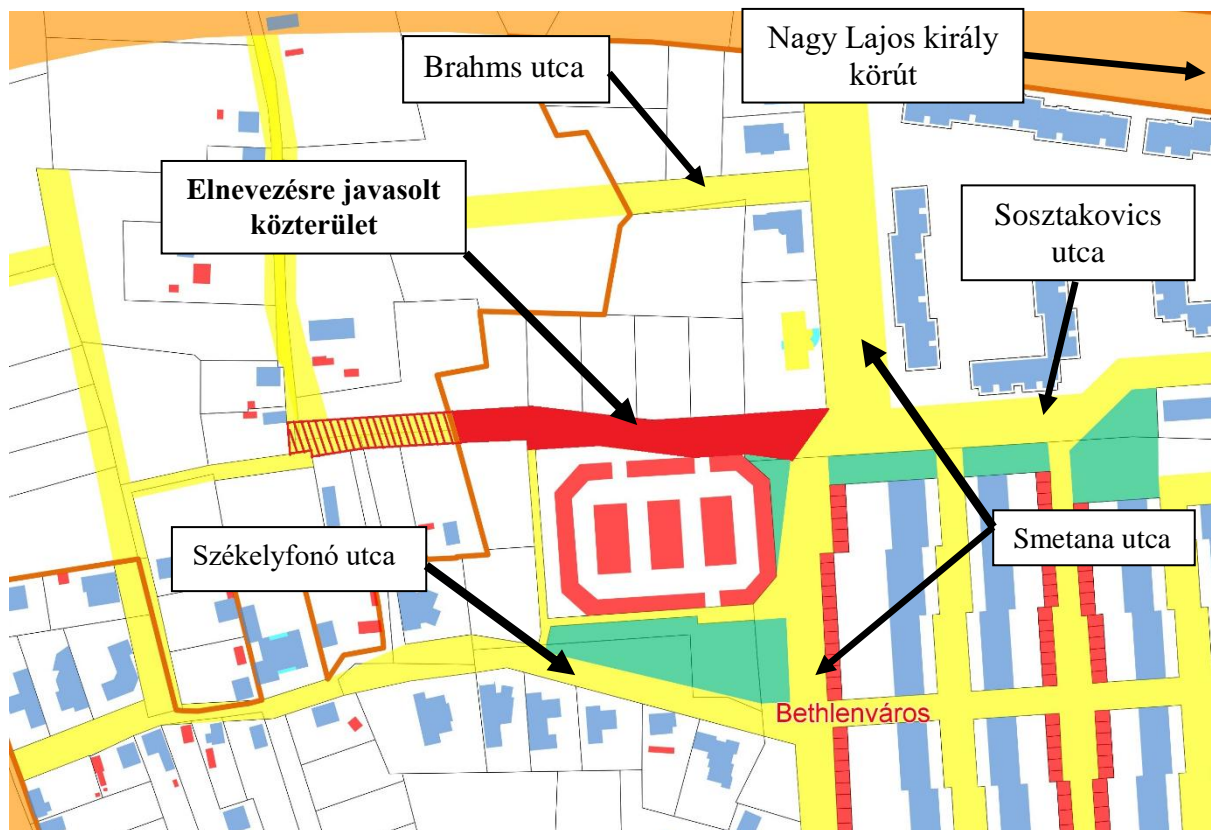 Nagy Lajos király
körút
Brahms utca
Elnevezésre javasolt
közterület
Sosztakovics
utca
Székelyfonó utca
Smetana utca
Bethlenváros